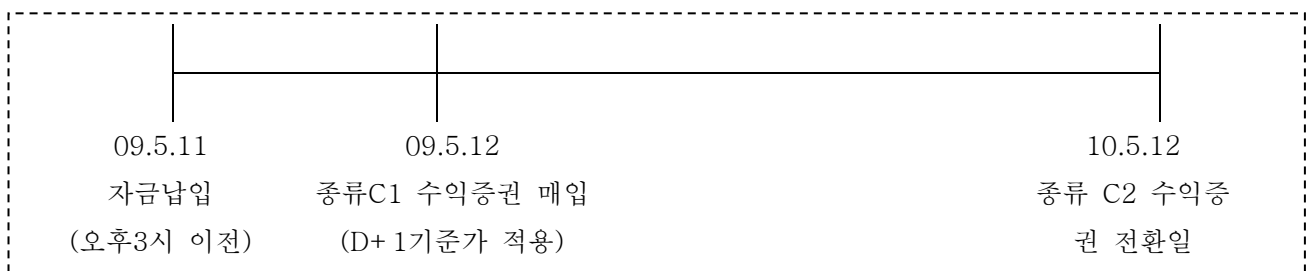 09.5.11
자금납입
(오후3시 이전)
09.5.12
종류C1 수익증권 매입
(D+1기준가 적용)
10.5.12
종류 C2 수익증
권 전환일